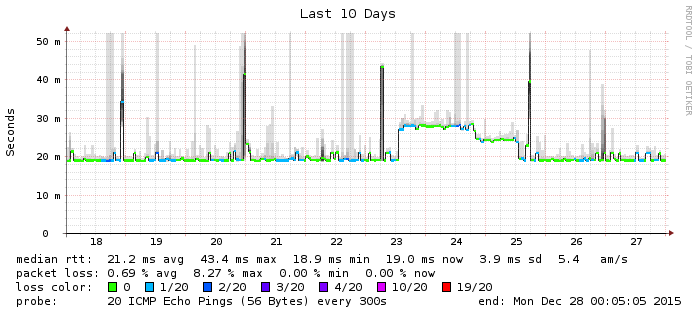 Last 10 Days
RRDTOOL / TOBI OETIKER
Seconds
50 m
40 m
30 m
20 m
10 m
0
18 19 20 21 22 23 24 25 26 27
median rtt: 21.2 ms avg 43.4 ms max 18.9 ms min 19.0 ms now 3.9 ms sd 5.4 am/s
packet loss: 0.69 % avg 8.27 % max 0.00 % min 0.00 % now
loss color: 0 1/20 2/20 3/20 4/20 10/20 19/20
probe: 20 ICMP Echo Pings (56 Bytes) every 300s end: Mon Dec 28 00:05:05 2015